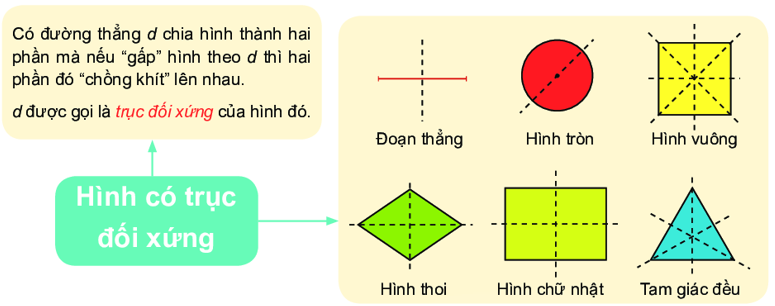 Có đường thẳng d chia hình thành hai
phần mà nếu “gấp” hình theo d thì hai
phần đó “chồng khít” lên nhau.
d được gọi là trục đối xứng của hình đó.
Hình có trục
đối xứng
Đoạn thẳng
Hình tròn
Hình vuông
Hình thoi
Hình chữ nhật
Tam giác đều